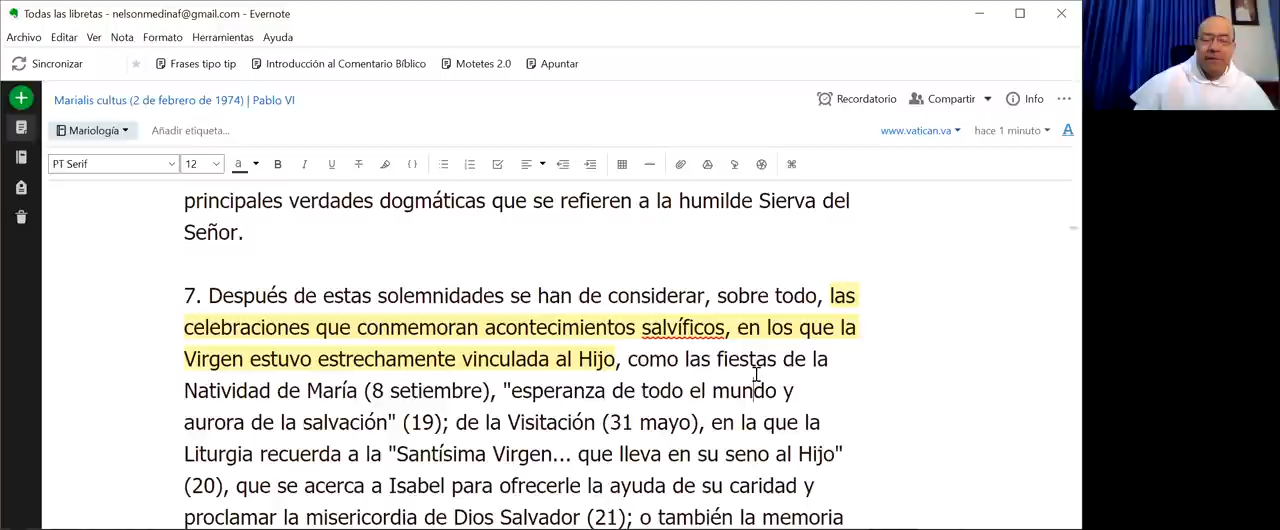 Todas las libretas - nelsonmedinaf@gmail.com - Evernote
Archivo Editar Ver Nota Formato Herramientas Ayuda
Sincronizar Frases tipo tip Introducción al Comentario Bíblico Motetes 2.0 Apuntar
Marialis cultus (2 de febrero de 1974) | Pablo VI Recordatorio Compartir Info
Mariología Añadir etiqueta... www.vatican.va hace 1 minuto A
PT Serif 12 a B I U T
principales verdades dogmáticas que se refieren a la humilde Sierva del
Señor.
7. Después de estas solemnidades se han de considerar, sobre todo, las
celebraciones que conmemoran acontecimientos salvíficos, en los que la
Virgen estuvo estrechamente vinculada al Hijo, como las fiestas de la
Natividad de María (8 setiembre), "esperanza de todo el mundo y
aurora de la salvación" (19); de la Visitación (31 mayo), en la que la
Liturgia recuerda a la "Santísima Virgen... que lleva en su seno al Hijo"
(20), que se acerca a Isabel para ofrecerle la ayuda de su caridad y
proclamar la misericordia de Dios Salvador (21); o también la memoria